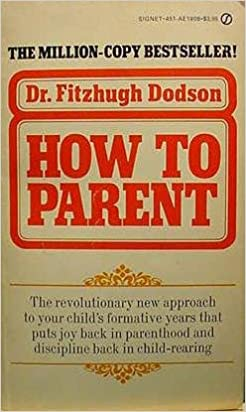 SIGNET•451-AE1908•$3.95
THE MILLION-COPY BESTSELLER!
Dr. Fitzhugh Dodson
HOW TO
PARENT
The revolutionary new approach
to your child's formative years that
puts joy back in parenthood and
discipline back in child-rearing